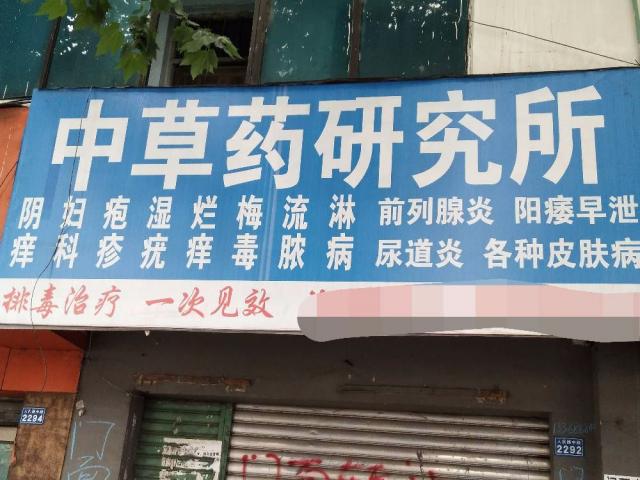 中草药研究所
阴 妇 疱 湿 烂 梅 流 淋 前列腺炎 阳痿早泄
痒 科 疹 疣 痒 毒 脓 病 尿道炎 各种皮肤病
排毒治疗 一次见效
2294
2292
门面